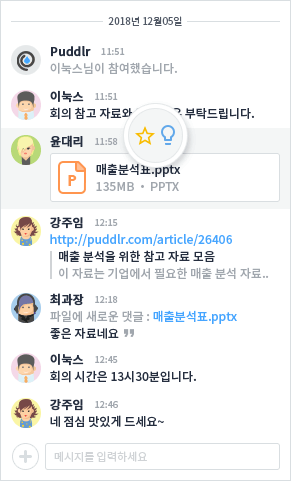 2018년 12월05일
Puddlr 11:51
이눅스님이 참여했습니다.
이눅스 11:51
회의 참고 자료와 부탁드립니다.
윤대리 11:58
매출분석표.pptx
135MB • PPTX
P
강주임 12:15
http://puddlr.com/article/26406
매출 분석을 위한 참고 자료 모음
이 자료는 기업에서 필요한 매출 분석 자료..
최과장 12:18
파일에 새로운 댓글 : 매출분석표.pptx
좋은 자료네요
이눅스 12:45
회의 시간은 13시30분입니다.
강주임 12:46
네 점심 맛있게 드세요~
메시지를 입력하세요